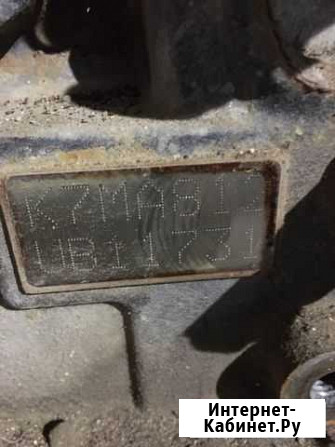 K7MA812
UB11731
Интернет-
Кабинет.Ру